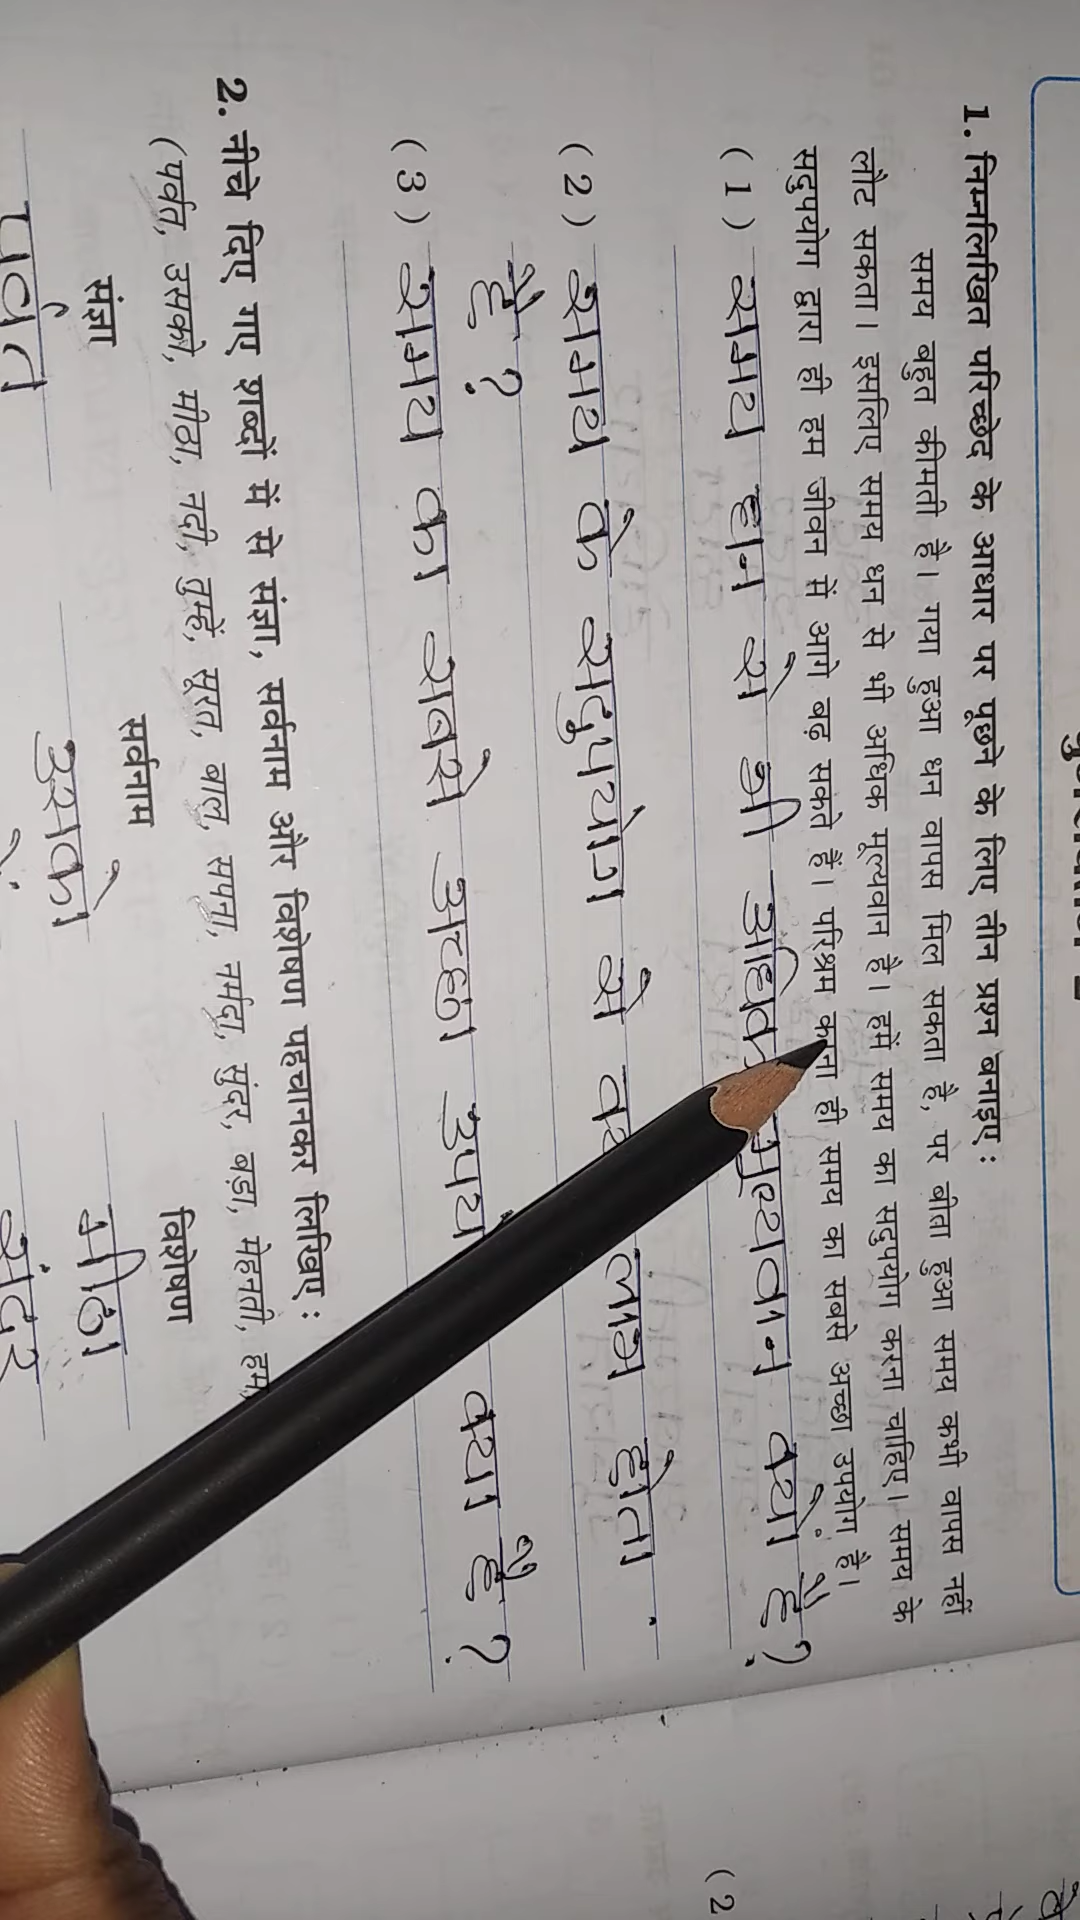 1. निम्नलिखित परिच्छेद के आधार पर पूछने के लिए तीन प्रश्न बनाइए :
समय बहुत कीमती है। गया हुआ धन वापस मिल सकता है, पर बीता हुआ समय कभी वापस नहीं
लौट सकता। इसलिए समय धन से भी अधिक मूल्यवान है। हमें समय का सदुपयोग करना चाहिए। समय के
सदुपयोग द्वारा ही हम जीवन में आगे बढ़ सकते हैं। परिश्रम करना ही समय का सबसे अच्छा उपयोग है।
(1) समय धन से भी अधिक मूल्यवान क्यों है?
(2) समय के सदुपयोग से लाभ होता
है?
(3) समय का सबसे अच्छा क्या है?
2. नीचे दिए गए शब्दों में से संज्ञा, सर्वनाम और विशेषण पहचानकर लिखिए :
(पर्वत, उसको, मीठा, नदी, तुम्हें, सूरत, बाल, सपना, नर्मदा, सुंदर, बड़ा, मेहनती, हम,
संज्ञा सर्वनाम विशेषण
पर्वत उसको मीठा
सुंदर
(2